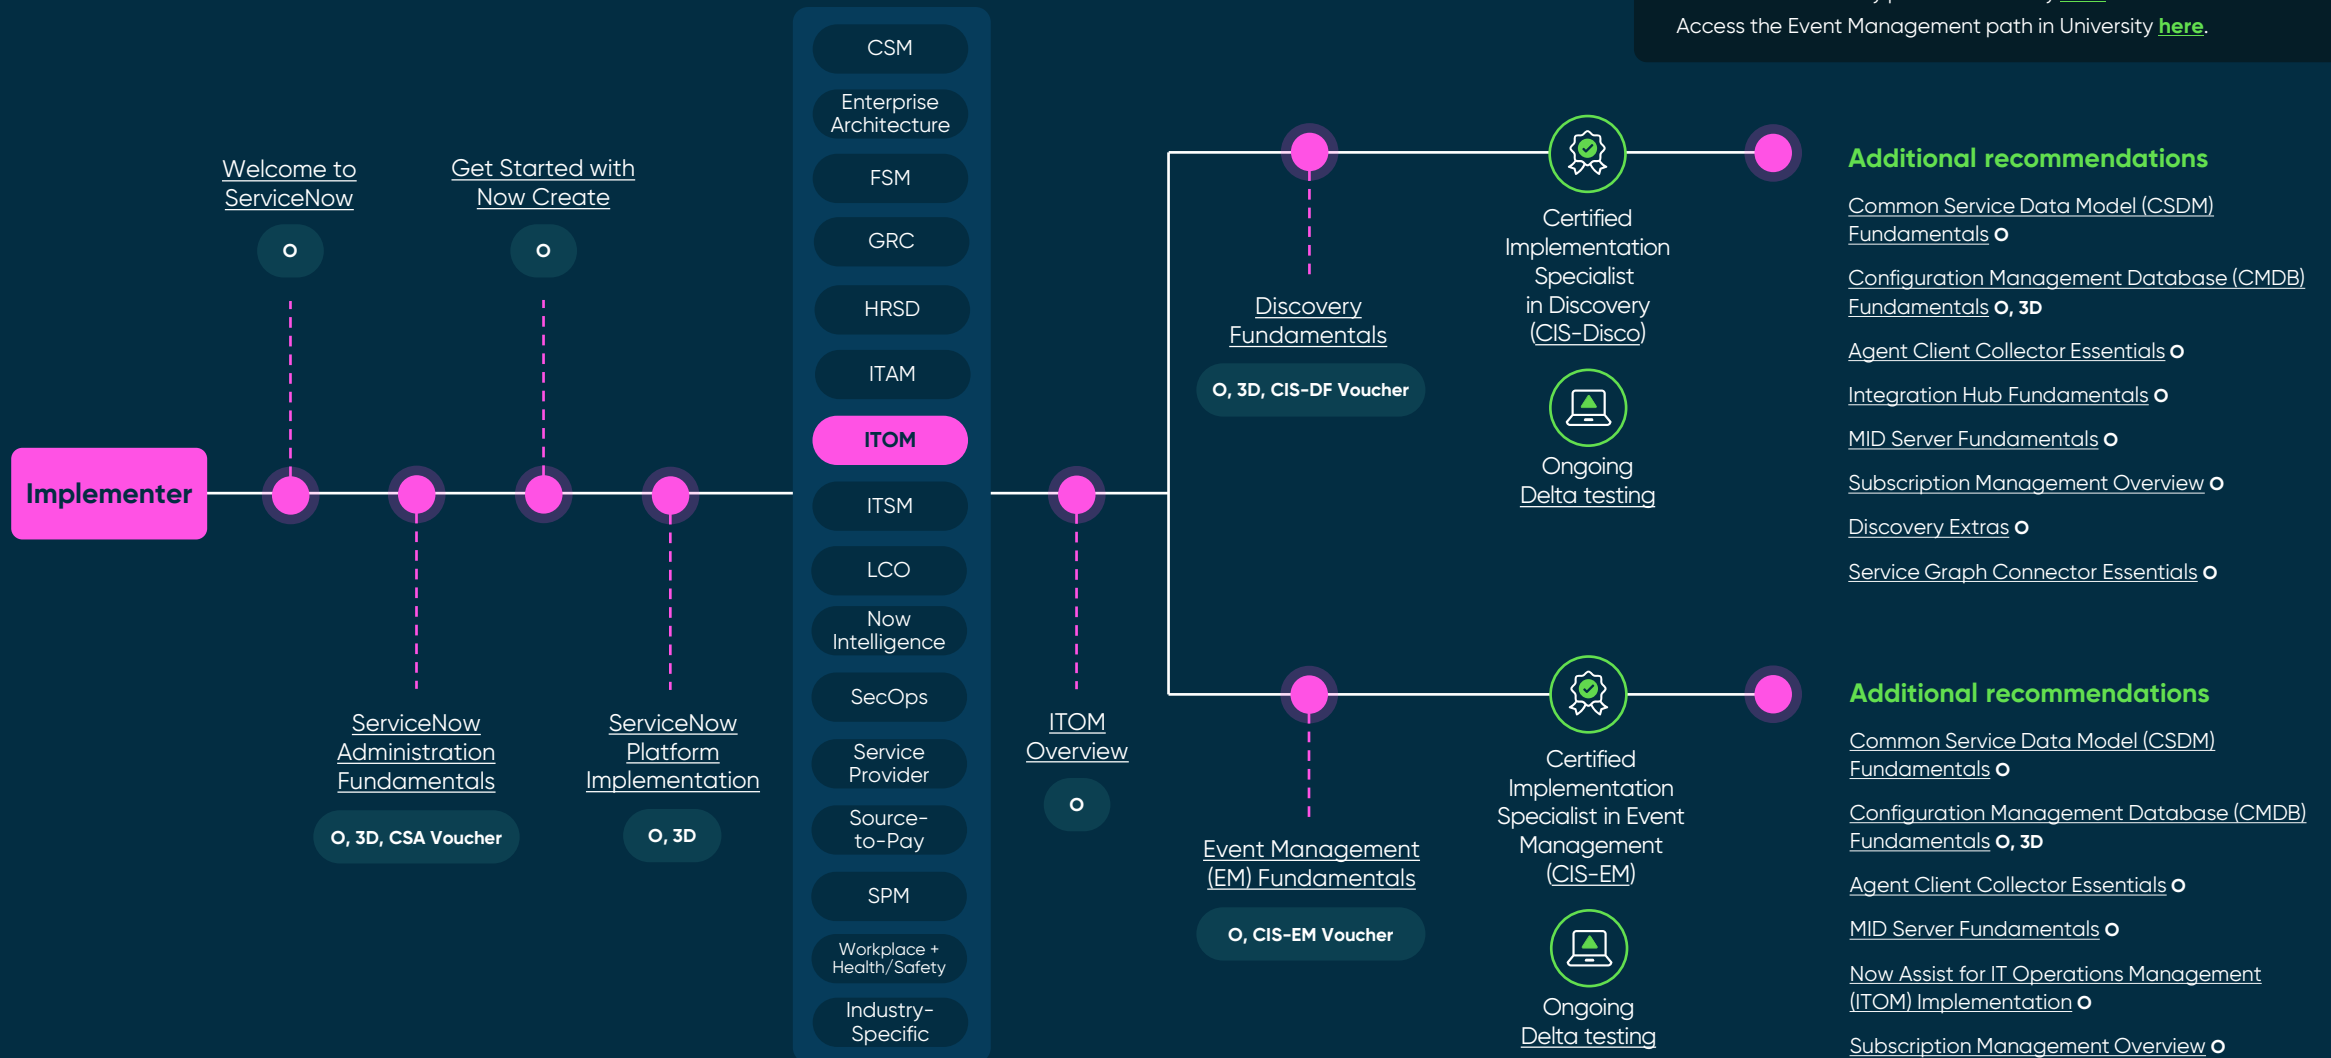 Access the Event Management path in University here.
Implementer
Welcome to
ServiceNow
O
ServiceNow
Administration
Fundamentals
O, 3D, CSA Voucher
Get Started with
Now Create
O
ServiceNow
Platform
Implementation
O, 3D
CSM
Enterprise
Architecture
FSM
GRC
HRSD
ITAM
ITOM
ITSM
LCO
Now
Intelligence
SecOps
Service
Provider
Source-
to-Pay
SPM
Workplace +
Health/Safety
Industry-
Specific
ITOM
Overview
O
Discovery
Fundamentals
O, 3D, CIS-DF Voucher
Certified
Implementation
Specialist
in Discovery
(CIS-Disco)
Ongoing
Delta testing
Additional recommendations
Common Service Data Model (CSDM)
Fundamentals O
Configuration Management Database (CMDB)
Fundamentals O, 3D
Agent Client Collector Essentials O
Integration Hub Fundamentals O
MID Server Fundamentals O
Subscription Management Overview O
Discovery Extras O
Service Graph Connector Essentials O
Event Management
(EM) Fundamentals
O, CIS-EM Voucher
Certified
Implementation
Specialist in Event
Management
(CIS-EM)
Ongoing
Delta testing
Additional recommendations
Common Service Data Model (CSDM)
Fundamentals O
Configuration Management Database (CMDB)
Fundamentals O, 3D
Agent Client Collector Essentials O
MID Server Fundamentals O
Now Assist for IT Operations Management
(ITOM) Implementation O
Subscription Management Overview O